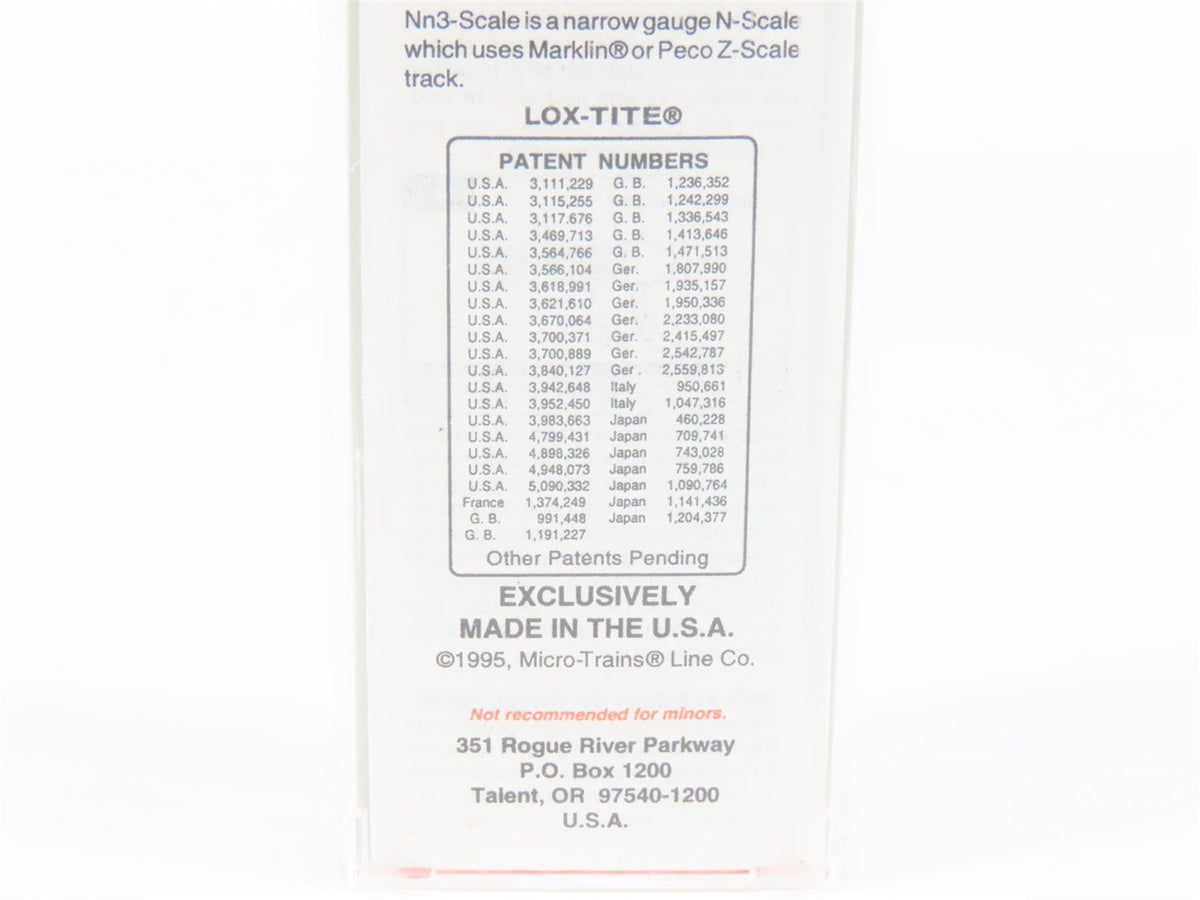 Nn3-Scale is a narrow gauge N-Scale
which uses Marklin® or Peco Z-Scale
track.
LOX-TITE®
PATENT NUMBERS
U.S.A. 3,111,229 G. B. 1,236,352
U.S.A. 3,115,255 G. B. 1,242,299
U.S.A. 3,117.676 G. B. 1,336,543
U.S.A. 3,469,713 G. B. 1,413,646
U.S.A. 3,564,766 G. B. 1,471,513
U.S.A. 3,566,104 Ger. 1,807,990
U.S.A. 3,618,991 Ger. 1,935,157
U.S.A. 3,621,610 Ger. 1,950,336
U.S.A. 3,670,064 Ger. 2,233,080
U.S.A. 3,700,371 Ger. 2,415,497
U.S.A. 3,700,889 Ger. 2,542,787
U.S.A. 3,840,127 Ger . 2,559,813
U.S.A. 3,942,648 Italy 950,661
U.S.A. 3,952,450 Italy 1,047,316
U.S.A. 3,983,663 Japan 460,228
U.S.A. 4,799,431 Japan 709,741
U.S.A. 4,898,326 Japan 743,028
U.S.A. 4,948,073 Japan 759,786
U.S.A. 5,090,332 Japan 1,090,764
France 1,374,249 Japan 1,141,436
G. B. 991,448 Japan 1,204,377
G. B. 1,191,227
Other Patents Pending
EXCLUSIVELY
MADE IN THE U.S.A.
©1995, Micro-Trains® Line Co.
Not recommended for minors.
351 Rogue River Parkway
P.O. Box 1200
Talent, OR 97540-1200
U.S.A.